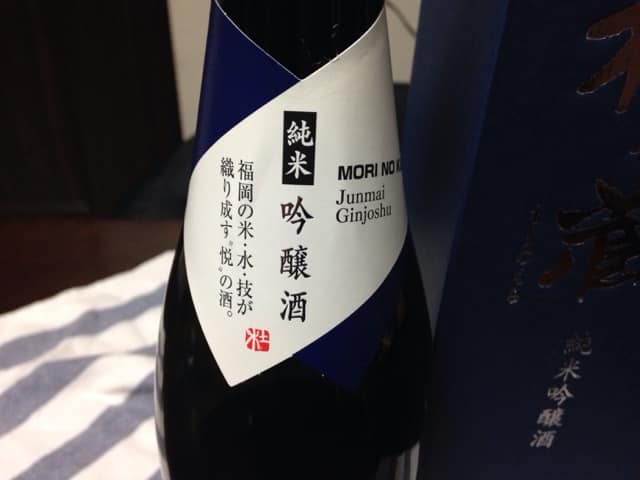 純米
吟醸酒
MORI NO K
Junmai
Ginjoshu
福岡の米・水・技が
織り成す“悦”の酒。
純米吟醸酒